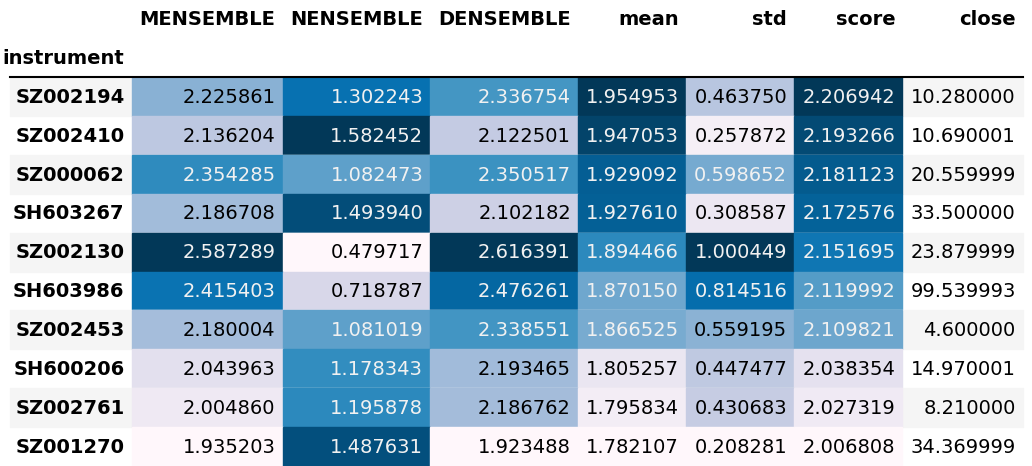 MENSEMBLE NENSEMBLE DENSEMBLE mean std score close
instrument
SZ002194 2.225861 1.302243 2.336754 1.954953 0.463750 2.206942 10.280000
SZ002410 2.136204 1.582452 2.122501 1.947053 0.257872 2.193266 10.690001
SZ000062 2.354285 1.082473 2.350517 1.929092 0.598652 2.181123 20.559999
SH603267 2.186708 1.493940 2.102182 1.927610 0.308587 2.172576 33.500000
SZ002130 2.587289 0.479717 2.616391 1.894466 1.000449 2.151695 23.879999
SH603986 2.415403 0.718787 2.476261 1.870150 0.814516 2.119992 99.539993
SZ002453 2.180004 1.081019 2.338551 1.866525 0.559195 2.109821 4.600000
SH600206 2.043963 1.178343 2.193465 1.805257 0.447477 2.038354 14.970001
SZ002761 2.004860 1.195878 2.186762 1.795834 0.430683 2.027319 8.210000
SZ001270 1.935203 1.487631 1.923488 1.782107 0.208281 2.006808 34.369999